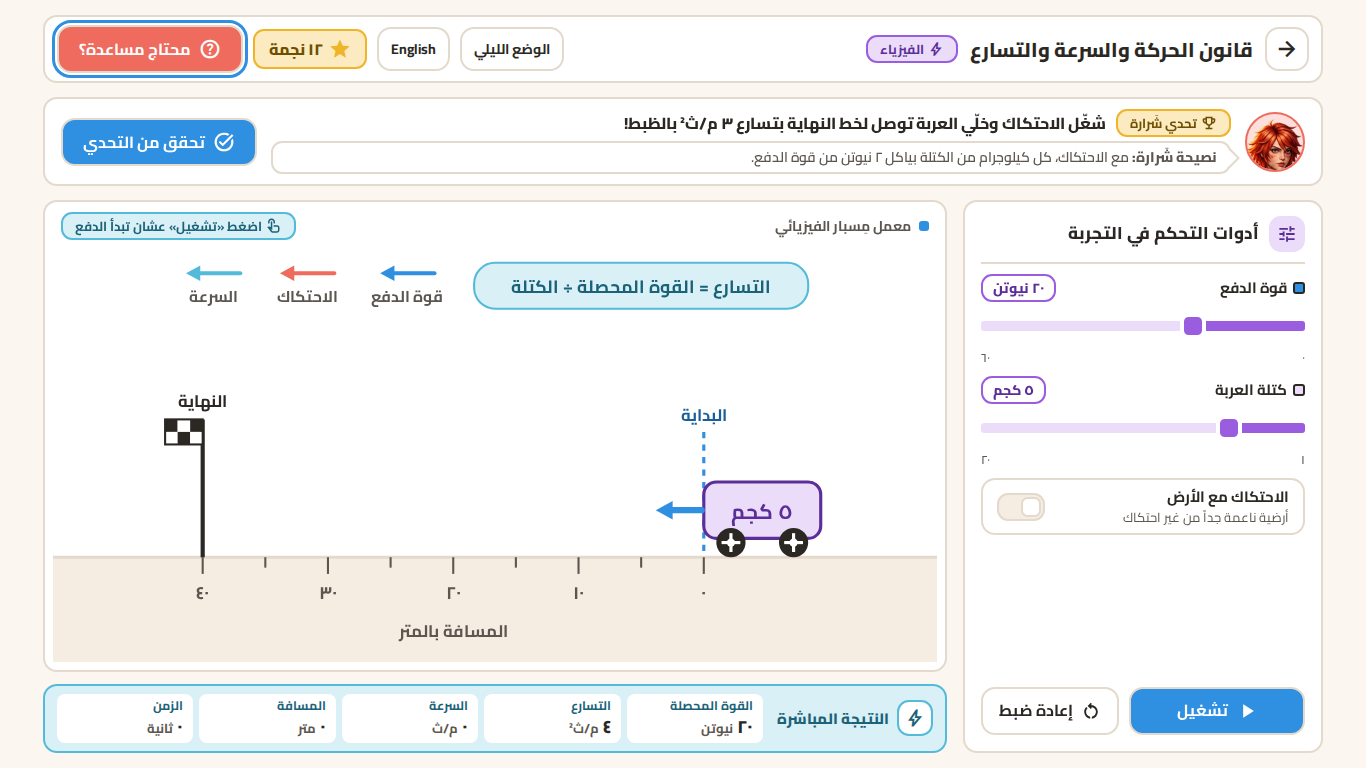 قانون الحركة والسرعة والتسارع
الفيزياء
الوضع الليلي
English
١٢ نجمة
محتاج مساعدة؟
تحدي شَرارة
شغّل الاحتكاك وخلّي العربة توصل لخط النهاية بتسارع ٣ م/ث² بالظبط!
نصيحة شَرارة: مع الاحتكاك، كل كيلوجرام من الكتلة بياكل ٢ نيوتن من قوة الدفع.
تحقق من التحدي
أدوات التحكم في التجربة
قوة الدفع
٢٠ نيوتن
٠
٦٠
كتلة العربة
٥ كجم
١
٢٠
الاحتكاك مع الأرض
أرضية ناعمة جداً من غير احتكاك
تشغيل
إعادة ضبط
معمل مِسبار الفيزيائي
اضغط «تشغيل» عشان تبدأ الدفع
التسارع = القوة المحصلة ÷ الكتلة
قوة الدفع
الاحتكاك
السرعة
البداية
النهاية
٥ كجم
٠
١٠
٢٠
٣٠
٤٠
المسافة بالمتر
النتيجة المباشرة
القوة المحصلة
٢٠ نيوتن
التسارع
٤ م/ث²
السرعة
٠ م/ث
المسافة
٠ متر
الزمن
٠ ثانية